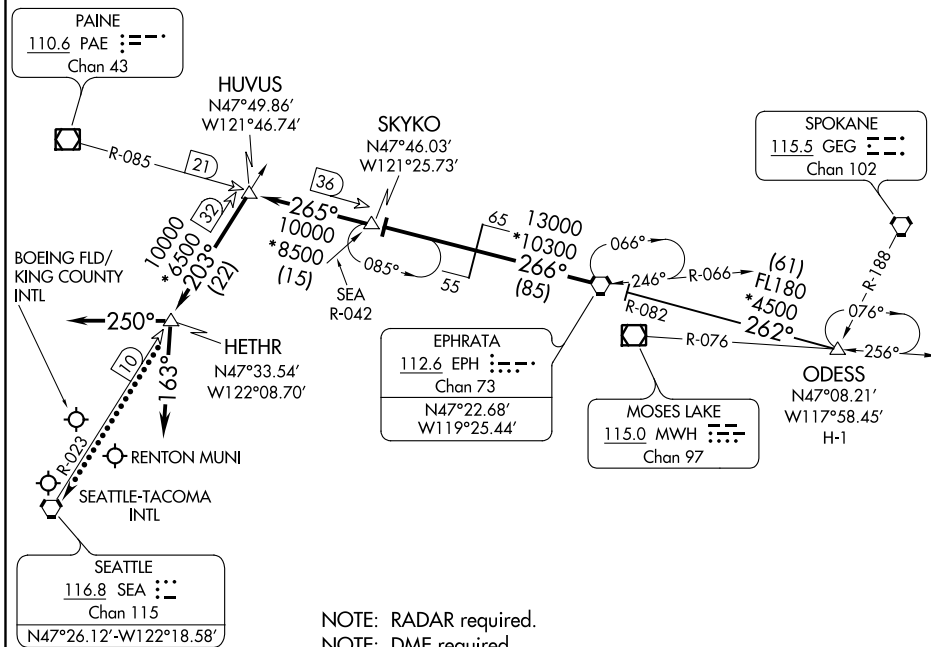 PAINE
110.6 PAE
Chan 43
HUVUS
N47°49.86′
W121°46.74′
SKYKO
N47°46.03′
W121°25.73′
SPOKANE
115.5 GEG
Chan 102
R-085
21
36
32
265°
10000
*8500
(15)
085°
SEA
R-042
65
55
13000
*10300
266°
(85)
066°
246°
R-066
(61)
FL180
*4500
262°
R-082
R-076
R-188
076°
256°
10000
*6500
203°
(22)
BOEING FLD/
KING COUNTY
INTL
250°
HETHR
N47°33.54′
W122°08.70′
163°
10
R-023
RENTON MUNI
SEATTLE-TACOMA
INTL
EPHRATA
112.6 EPH
Chan 73
N47°22.68′
W119°25.44′
MOSES LAKE
115.0 MWH
Chan 97
ODESS
N47°08.21′
W117°58.45′
H-1
SEATTLE
116.8 SEA
Chan 115
N47°26.12′-W122°18.58′
NOTE: RADAR required.
NOTE: DME required.